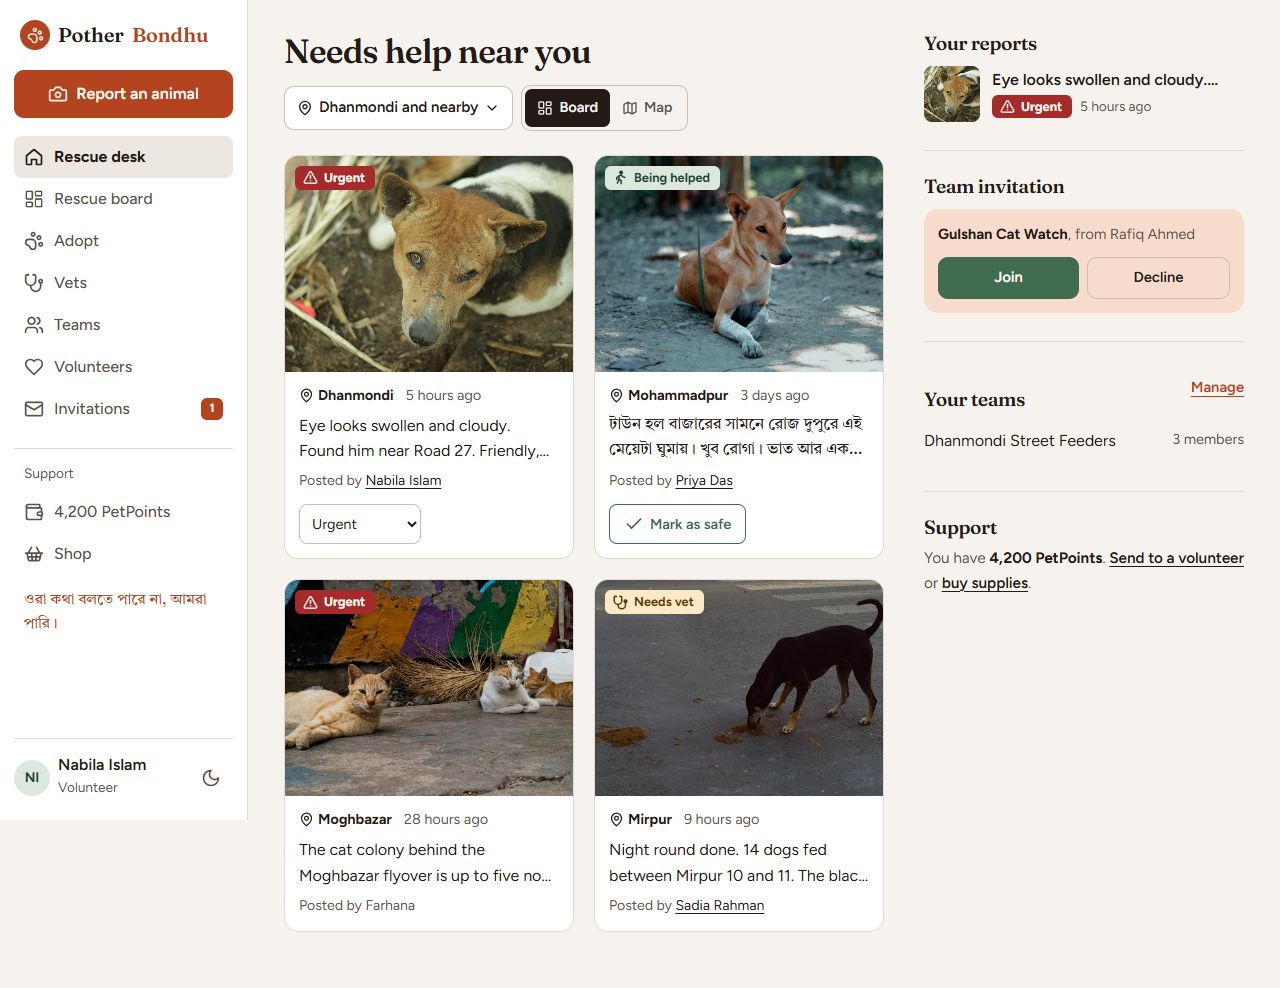 Pother Bondhu
Report an animal
Rescue desk
Rescue board
Adopt
Vets
Teams
Volunteers
Invitations 1
Support
4,200 PetPoints
Shop
ওরা কথা বলতে পারে না, আমরা
পারি।
NI
Nabila Islam
Volunteer
Needs help near you
Dhanmondi and nearby
Board
Map
Urgent
Dhanmondi 5 hours ago
Eye looks swollen and cloudy.
Found him near Road 27. Friendly,...
Posted by Nabila Islam
Urgent
Being helped
Mohammadpur 3 days ago
টাউন হল বাজারের সামনে রোজ দুপুরে এই
মেয়েটা ঘুমায়। খুব রোগা। ভাত আর এক...
Posted by Priya Das
Mark as safe
Urgent
Moghbazar 28 hours ago
The cat colony behind the
Moghbazar flyover is up to five no...
Posted by Farhana
Needs vet
Mirpur 9 hours ago
Night round done. 14 dogs fed
between Mirpur 10 and 11. The blac...
Posted by Sadia Rahman
Your reports
Eye looks swollen and cloudy....
Urgent 5 hours ago
Team invitation
Gulshan Cat Watch, from Rafiq Ahmed
Join
Decline
Manage
Your teams
Dhanmondi Street Feeders 3 members
Support
You have 4,200 PetPoints. Send to a volunteer
or buy supplies.